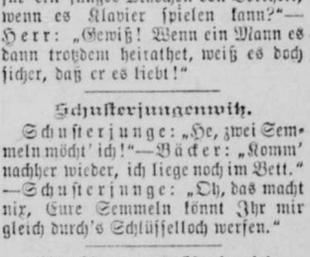 wenn es Klavier spielen kann?“—
Herr: „Gewiß! Wenn ein Mann es
dann trotzdem heirathet, weiß es doch
sicher, daß er es liebt!“
Schusterjungenwitz.
Schusterjunge: „He, zwei Sem-
meln möcht' ich!“—Bäcker: „Komm'
nachher wieder, ich liege noch im Bett.“
—Schusterjunge: „Oh, das macht
nix, Eure Semmeln könnt Ihr mir
gleich durch's Schlüsselloch werfen.“